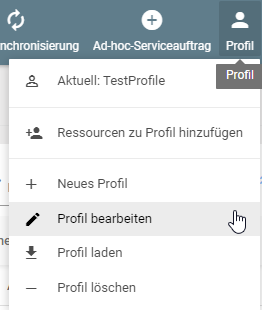 nchronisierung Ad-hoc-Serviceauftrag Profil
Profil
Aktuell: TestProfile
Ressourcen zu Profil hinzufügen
Neues Profil
Profil bearbeiten
Profil laden
Profil löschen